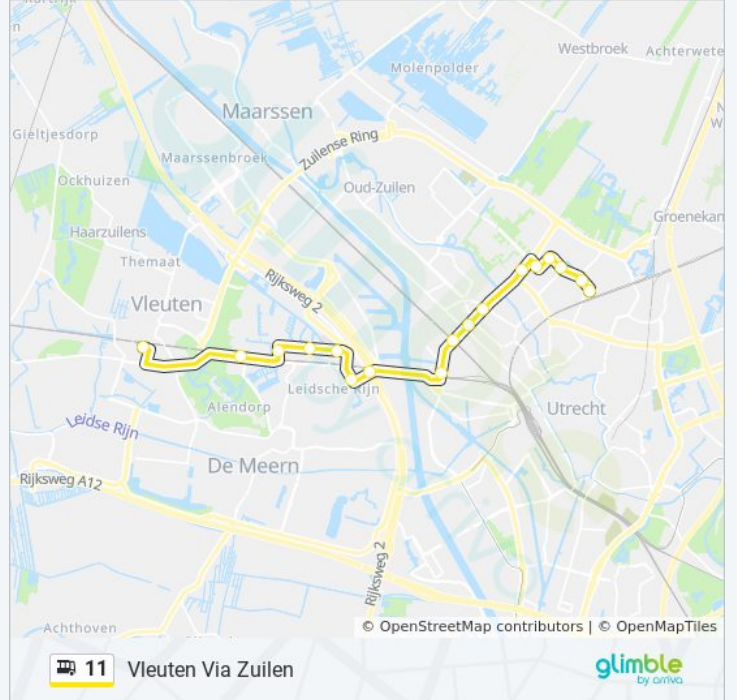 Westbroek
Achterwete
Molenpolder
Maarssen
Gieltjesdorp
Zuilense Ring
Maarssenbroek
Ockhuizen
Oud-Zuilen
Groenekan
Haarzuilens
Themaat
Rijksweg 2
Vleuten
Leidsche Rijn
Alendorp
Utrecht
Leidse Rijn
De Meern
Rijksweg A12
Rijksweg 2
Achthoven
© OpenStreetMap contributors | © OpenMapTiles
11 Vleuten Via Zuilen
glimble
by arriva